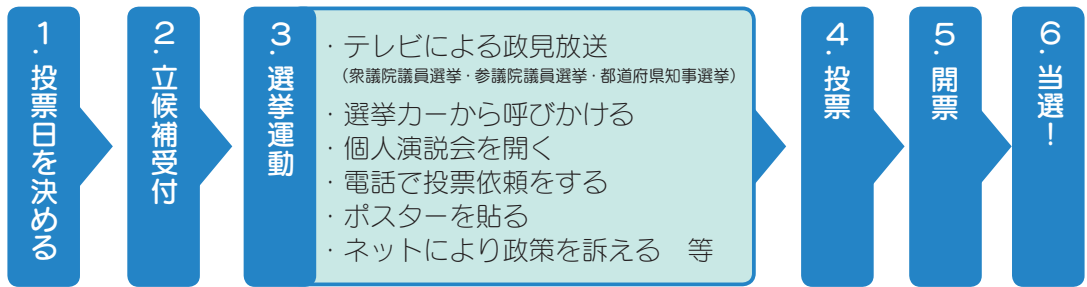 1.投票日を決める
2.立候補受付
3.選挙運動
・テレビによる政見放送
(衆議院議員選挙・参議院議員選挙・都道府県知事選挙)
・選挙カーから呼びかける
・個人演説会を開く
・電話で投票依頼をする
・ポスターを貼る
・ネットにより政策を訴える　等
4.投票
5.開票
6.当選!